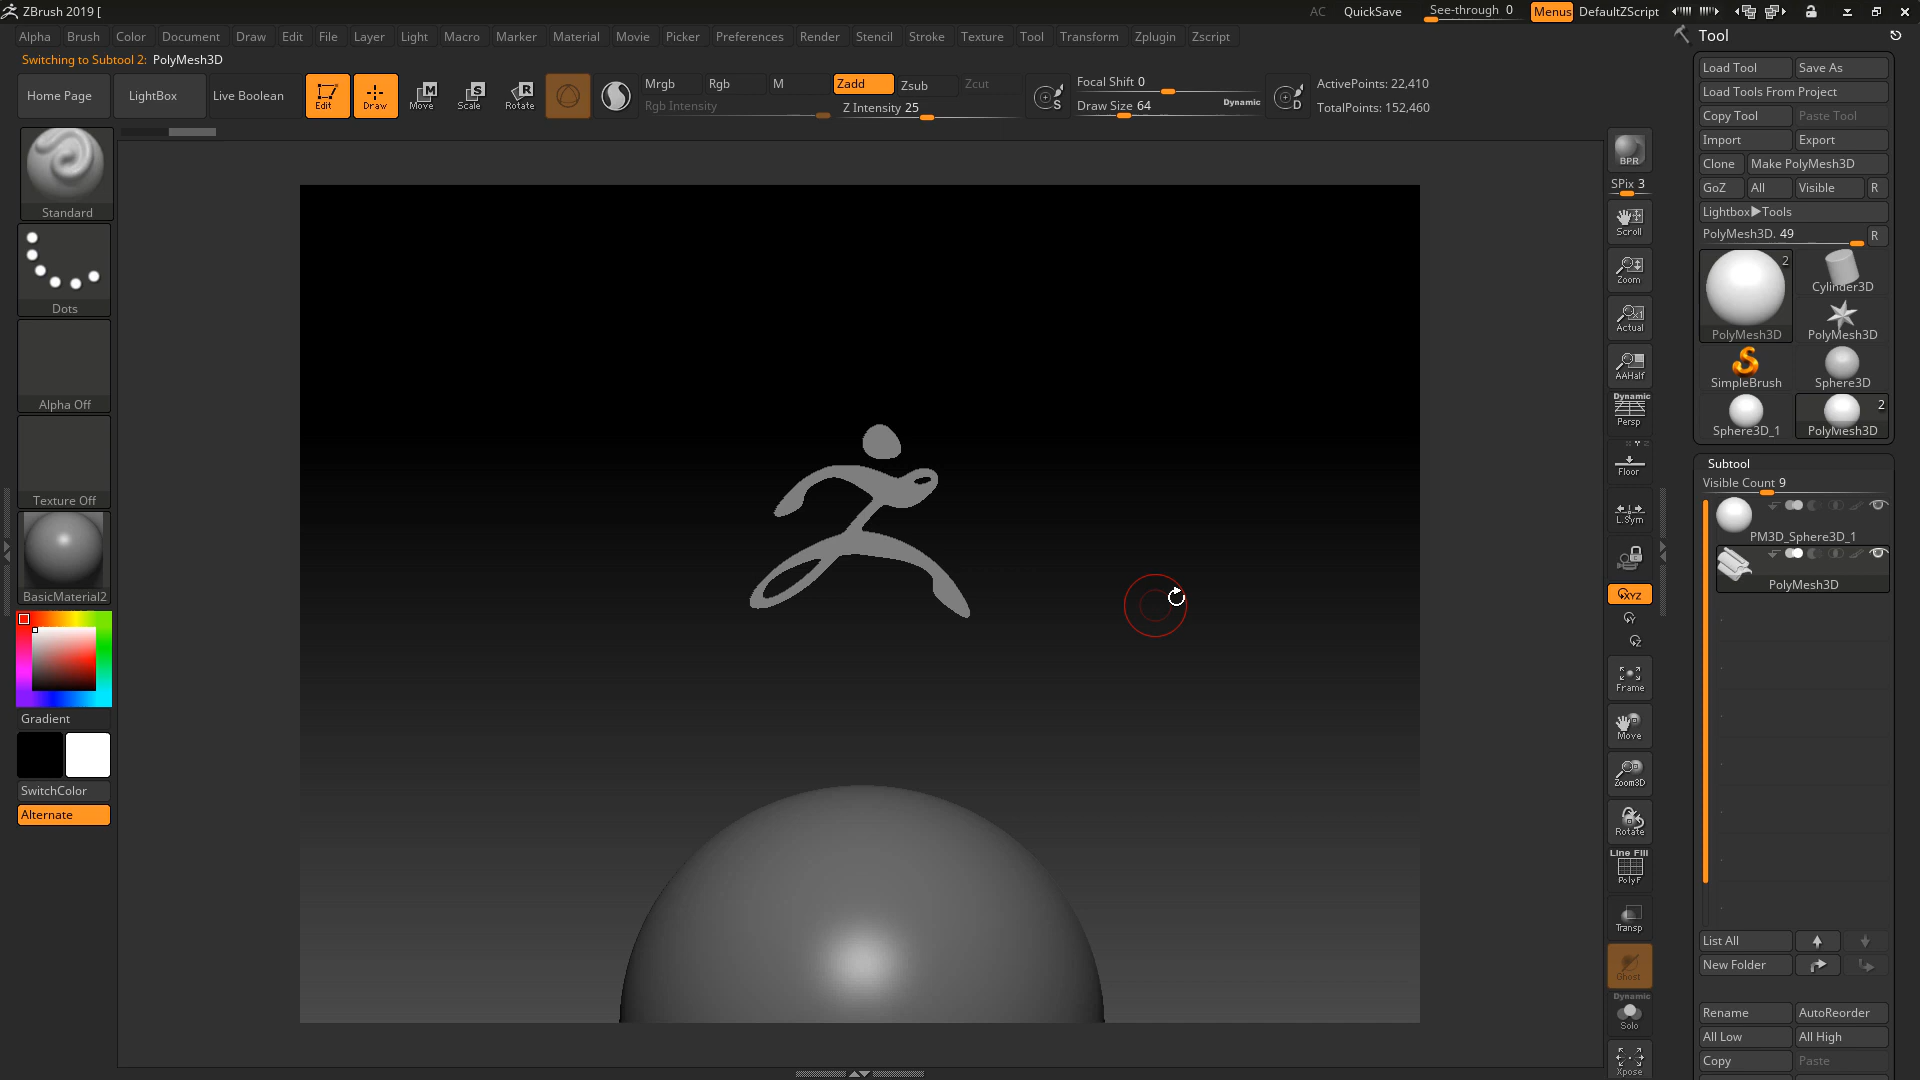 ZBrush 2019 [
AC QuickSave See-through 0 Menus DefaultZScript
Alpha Brush Color Document Draw Edit File Layer Light Macro Marker Material Movie Picker Preferences Render Stencil Stroke Texture Tool Transform Zplugin Zscript
Switching to Subtool 2: PolyMesh3D
Home Page LightBox Live Boolean Edit Draw Move Scale Rotate
Mrgb Rgb M Zadd Zsub Zcut
Rgb Intensity Z Intensity 25
Focal Shift 0
Draw Size 64 Dynamic
ActivePoints: 22,410
TotalPoints: 152,460
Standard
Dots
Alpha Off
Texture Off
BasicMaterial2
Gradient
SwitchColor
Alternate
BPR
SPix 3
Scroll
Zoom
Actual
AAHalf
Dynamic
Persp
Floor
L.Sym
XYZ
Y
Z
Frame
Move
Zoom3D
Rotate
Line Fill
PolyF
Transp
Ghost
Dynamic
Solo
Xpose
Tool
Load Tool Save As
Load Tools From Project
Copy Tool Paste Tool
Import Export
Clone Make PolyMesh3D
GoZ All Visible R
Lightbox▶Tools
PolyMesh3D. 49 R
2
PolyMesh3D Cylinder3D
PolyMesh3D
SimpleBrush Sphere3D
2
Sphere3D_1 PolyMesh3D
Subtool
Visible Count 9
PM3D_Sphere3D_1
PolyMesh3D
List All
New Folder
Rename AutoReorder
All Low All High
Copy Paste